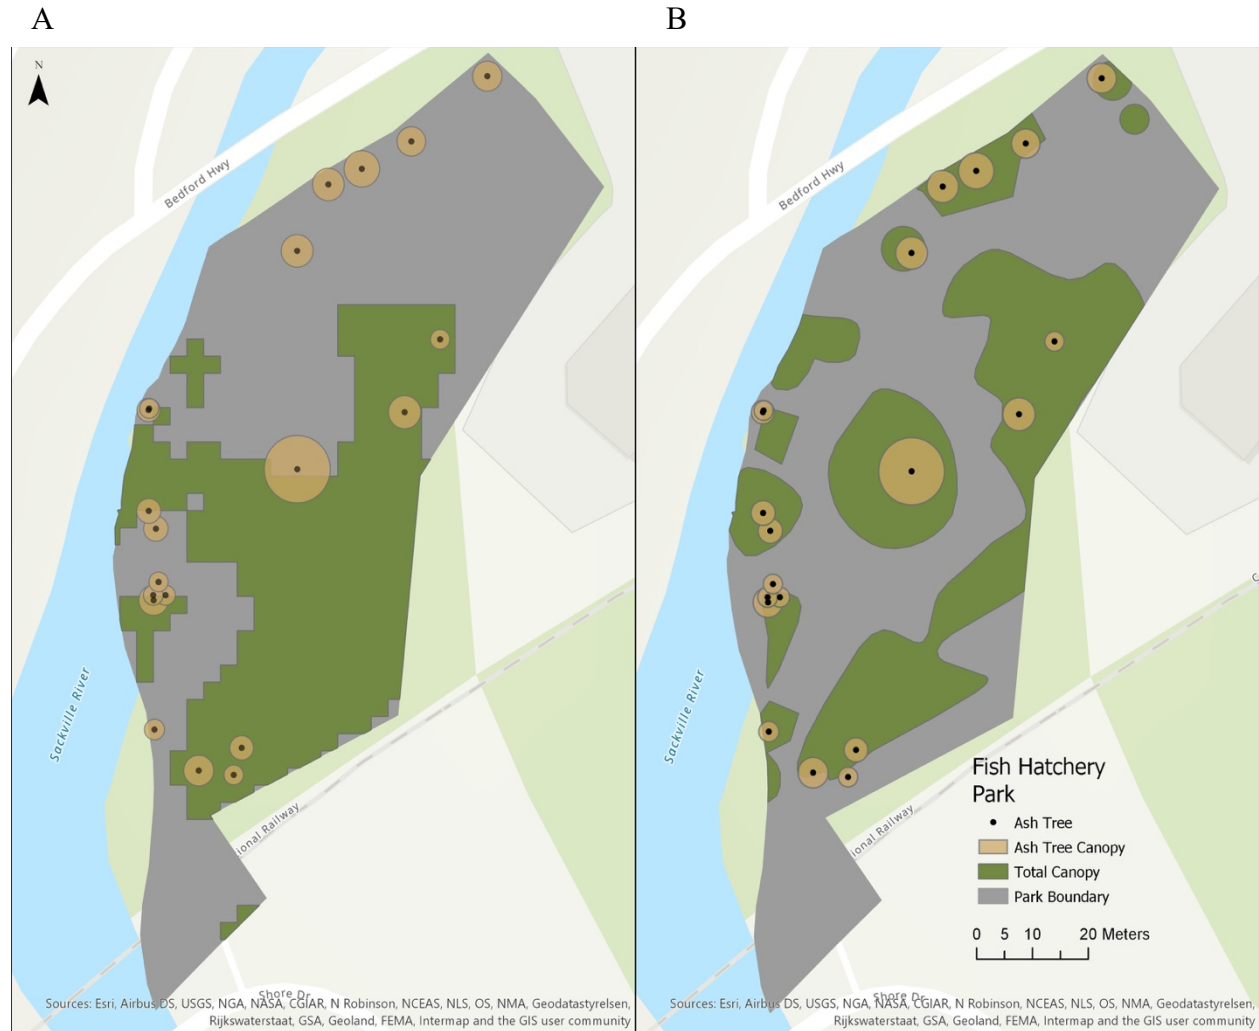 A
B
N
Bedford Hwy
Bedford Hwy
Sackville River
Sackville River
ional Railway
ional Railway
C
Fish Hatchery
Park
Ash Tree
Ash Tree Canopy
Total Canopy
Park Boundary
0 5 10 20 Meters
Shore Dr
Shore Dr
Sources: Esri, Airbus DS, USGS, NGA, NASA, CGIAR, N Robinson, NCEAS, NLS, OS, NMA, Geodatastyrelsen,
Rijkswaterstaat, GSA, Geoland, FEMA, Intermap and the GIS user community
Sources: Esri, Airbus DS, USGS, NGA, NASA, CGIAR, N Robinson, NCEAS, NLS, OS, NMA, Geodatastyrelsen,
Rijkswaterstaat, GSA, Geoland, FEMA, Intermap and the GIS user community